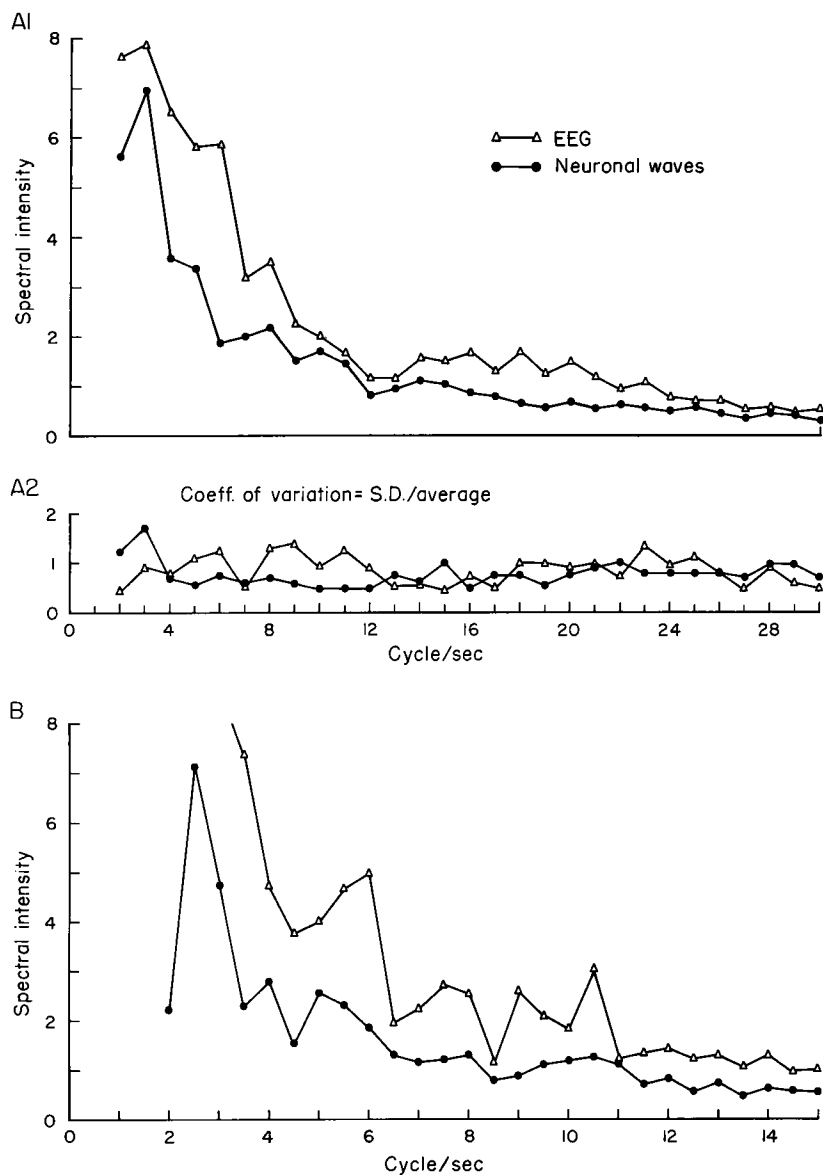 A1
8
6
4
2
0
Spectral intensity
EEG
Neuronal waves
A2
Coeff. of variation = S.D./average
2
1
0
0 4 8 12 16 20 24 28
Cycle/sec
B
8
6
4
2
0
Spectral intensity
0 2 4 6 8 10 12 14
Cycle/sec